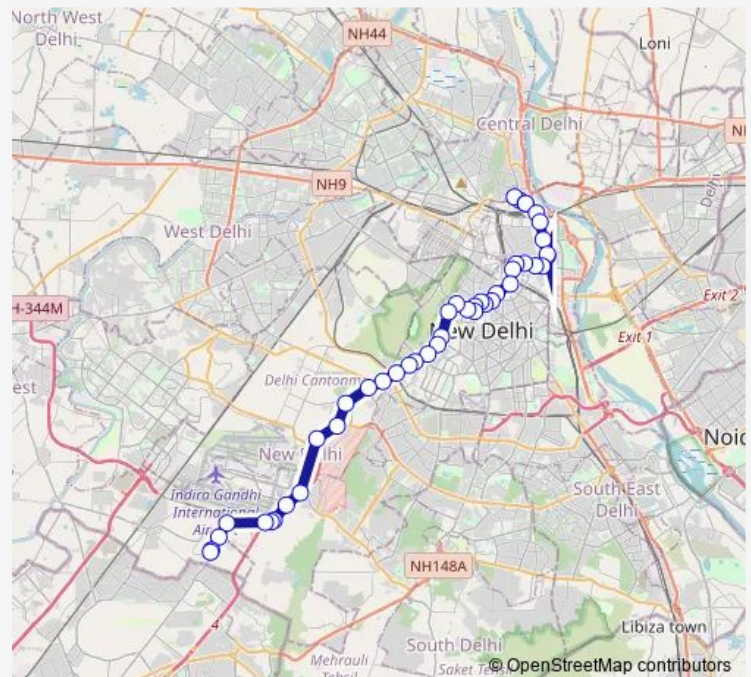 North West
Delhi
NH44
Loni
Central Delhi
NH9
Delhi
West Delhi
H-344M
Exit 2
New Delhi
Exit 1
est
Delhi Cantonm
New Delhi
Noic
Indira Gandhi
International
Air
South East
Delhi
NH148A
4
Libiza town
South Delhi
Mehrauli
Tehsil
Saket Tehsil
© OpenStreetMap contributors